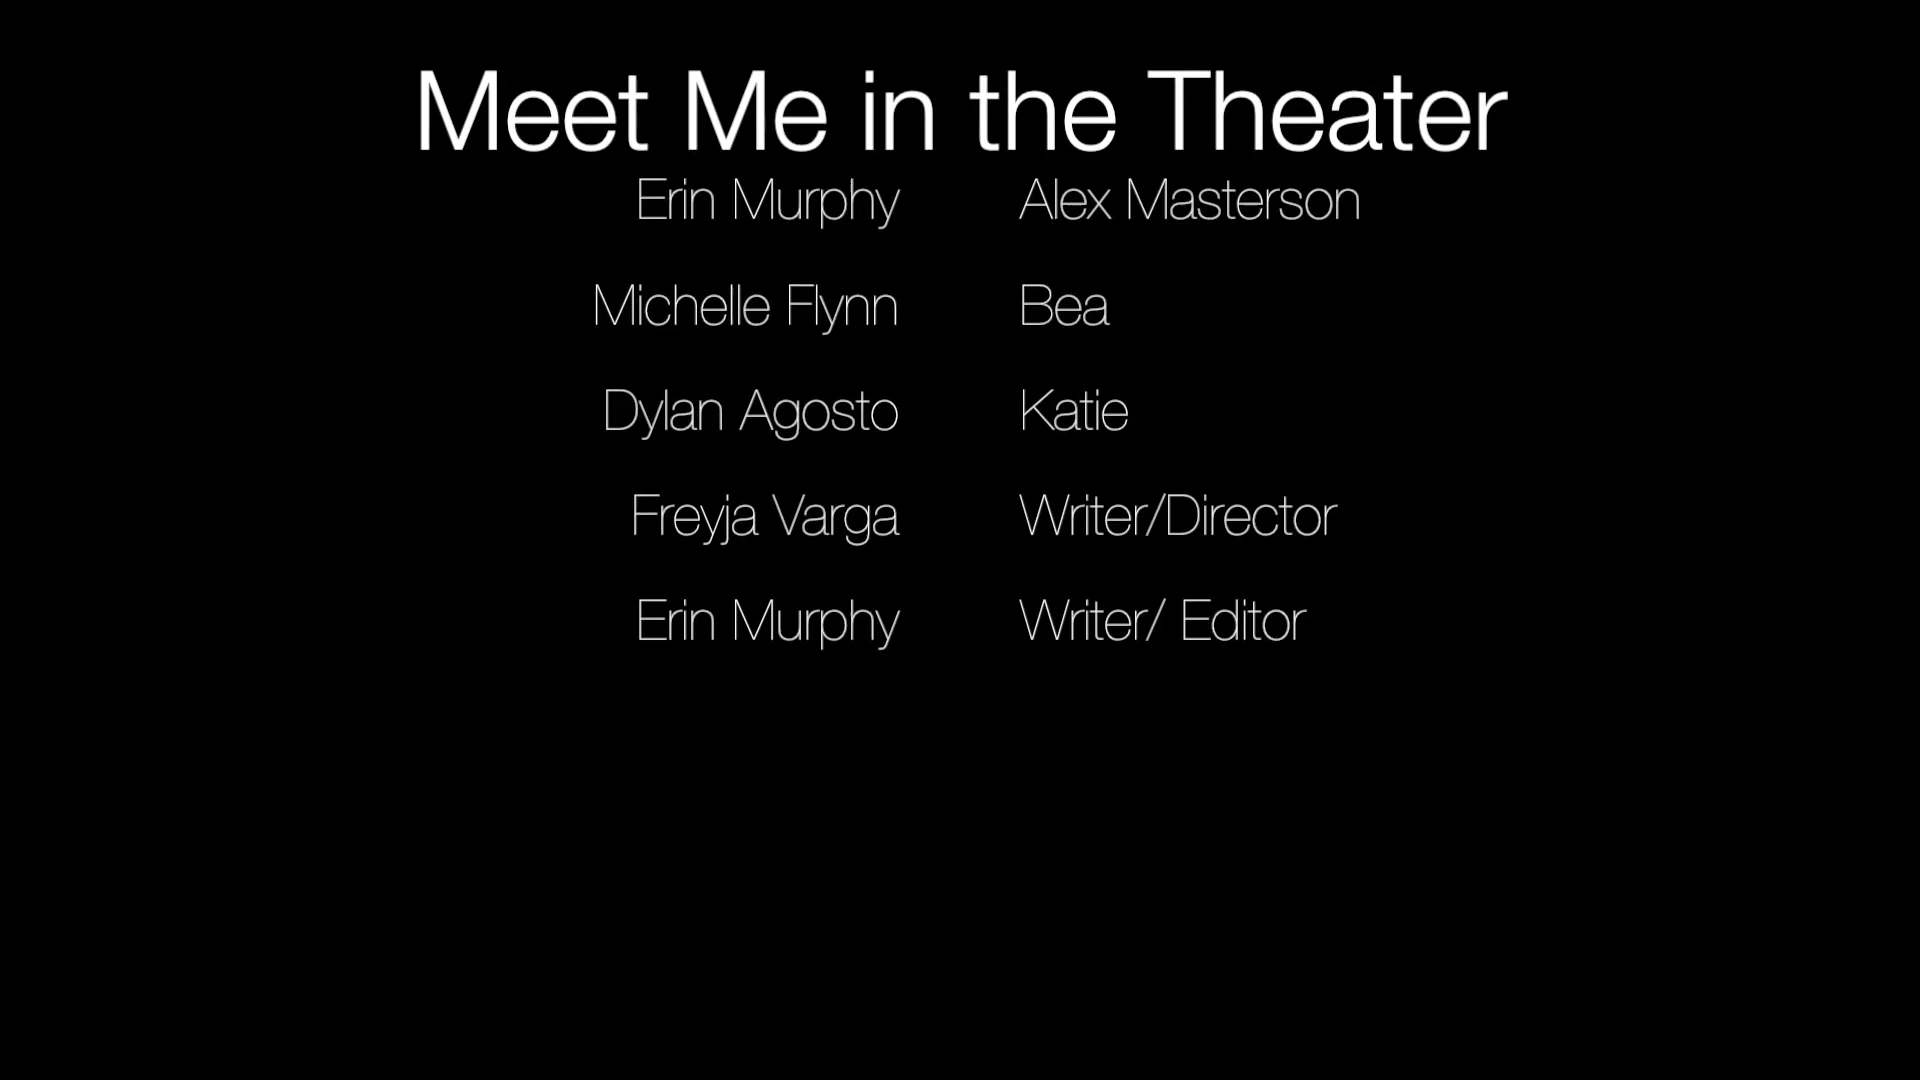 Meet Me in the Theater
Erin Murphy Alex Masterson
Michelle Flynn Bea
Dylan Agosto Katie
Freyja Varga Writer/Director
Erin Murphy Writer/ Editor